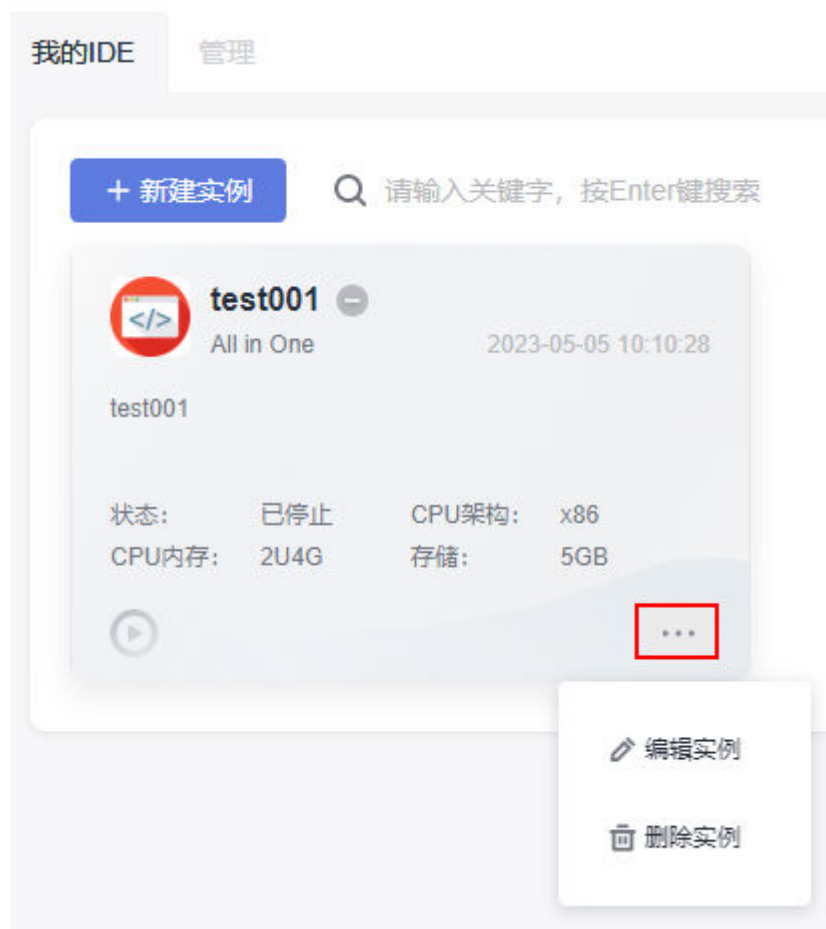 我的IDE 管理
+ 新建实例 请输入关键字，按Enter键搜索
</> test001
All in One 2023-05-05 10:10:28
test001
状态： 已停止 CPU架构： x86
CPU内存： 2U4G 存储： 5GB
...
编辑实例
删除实例